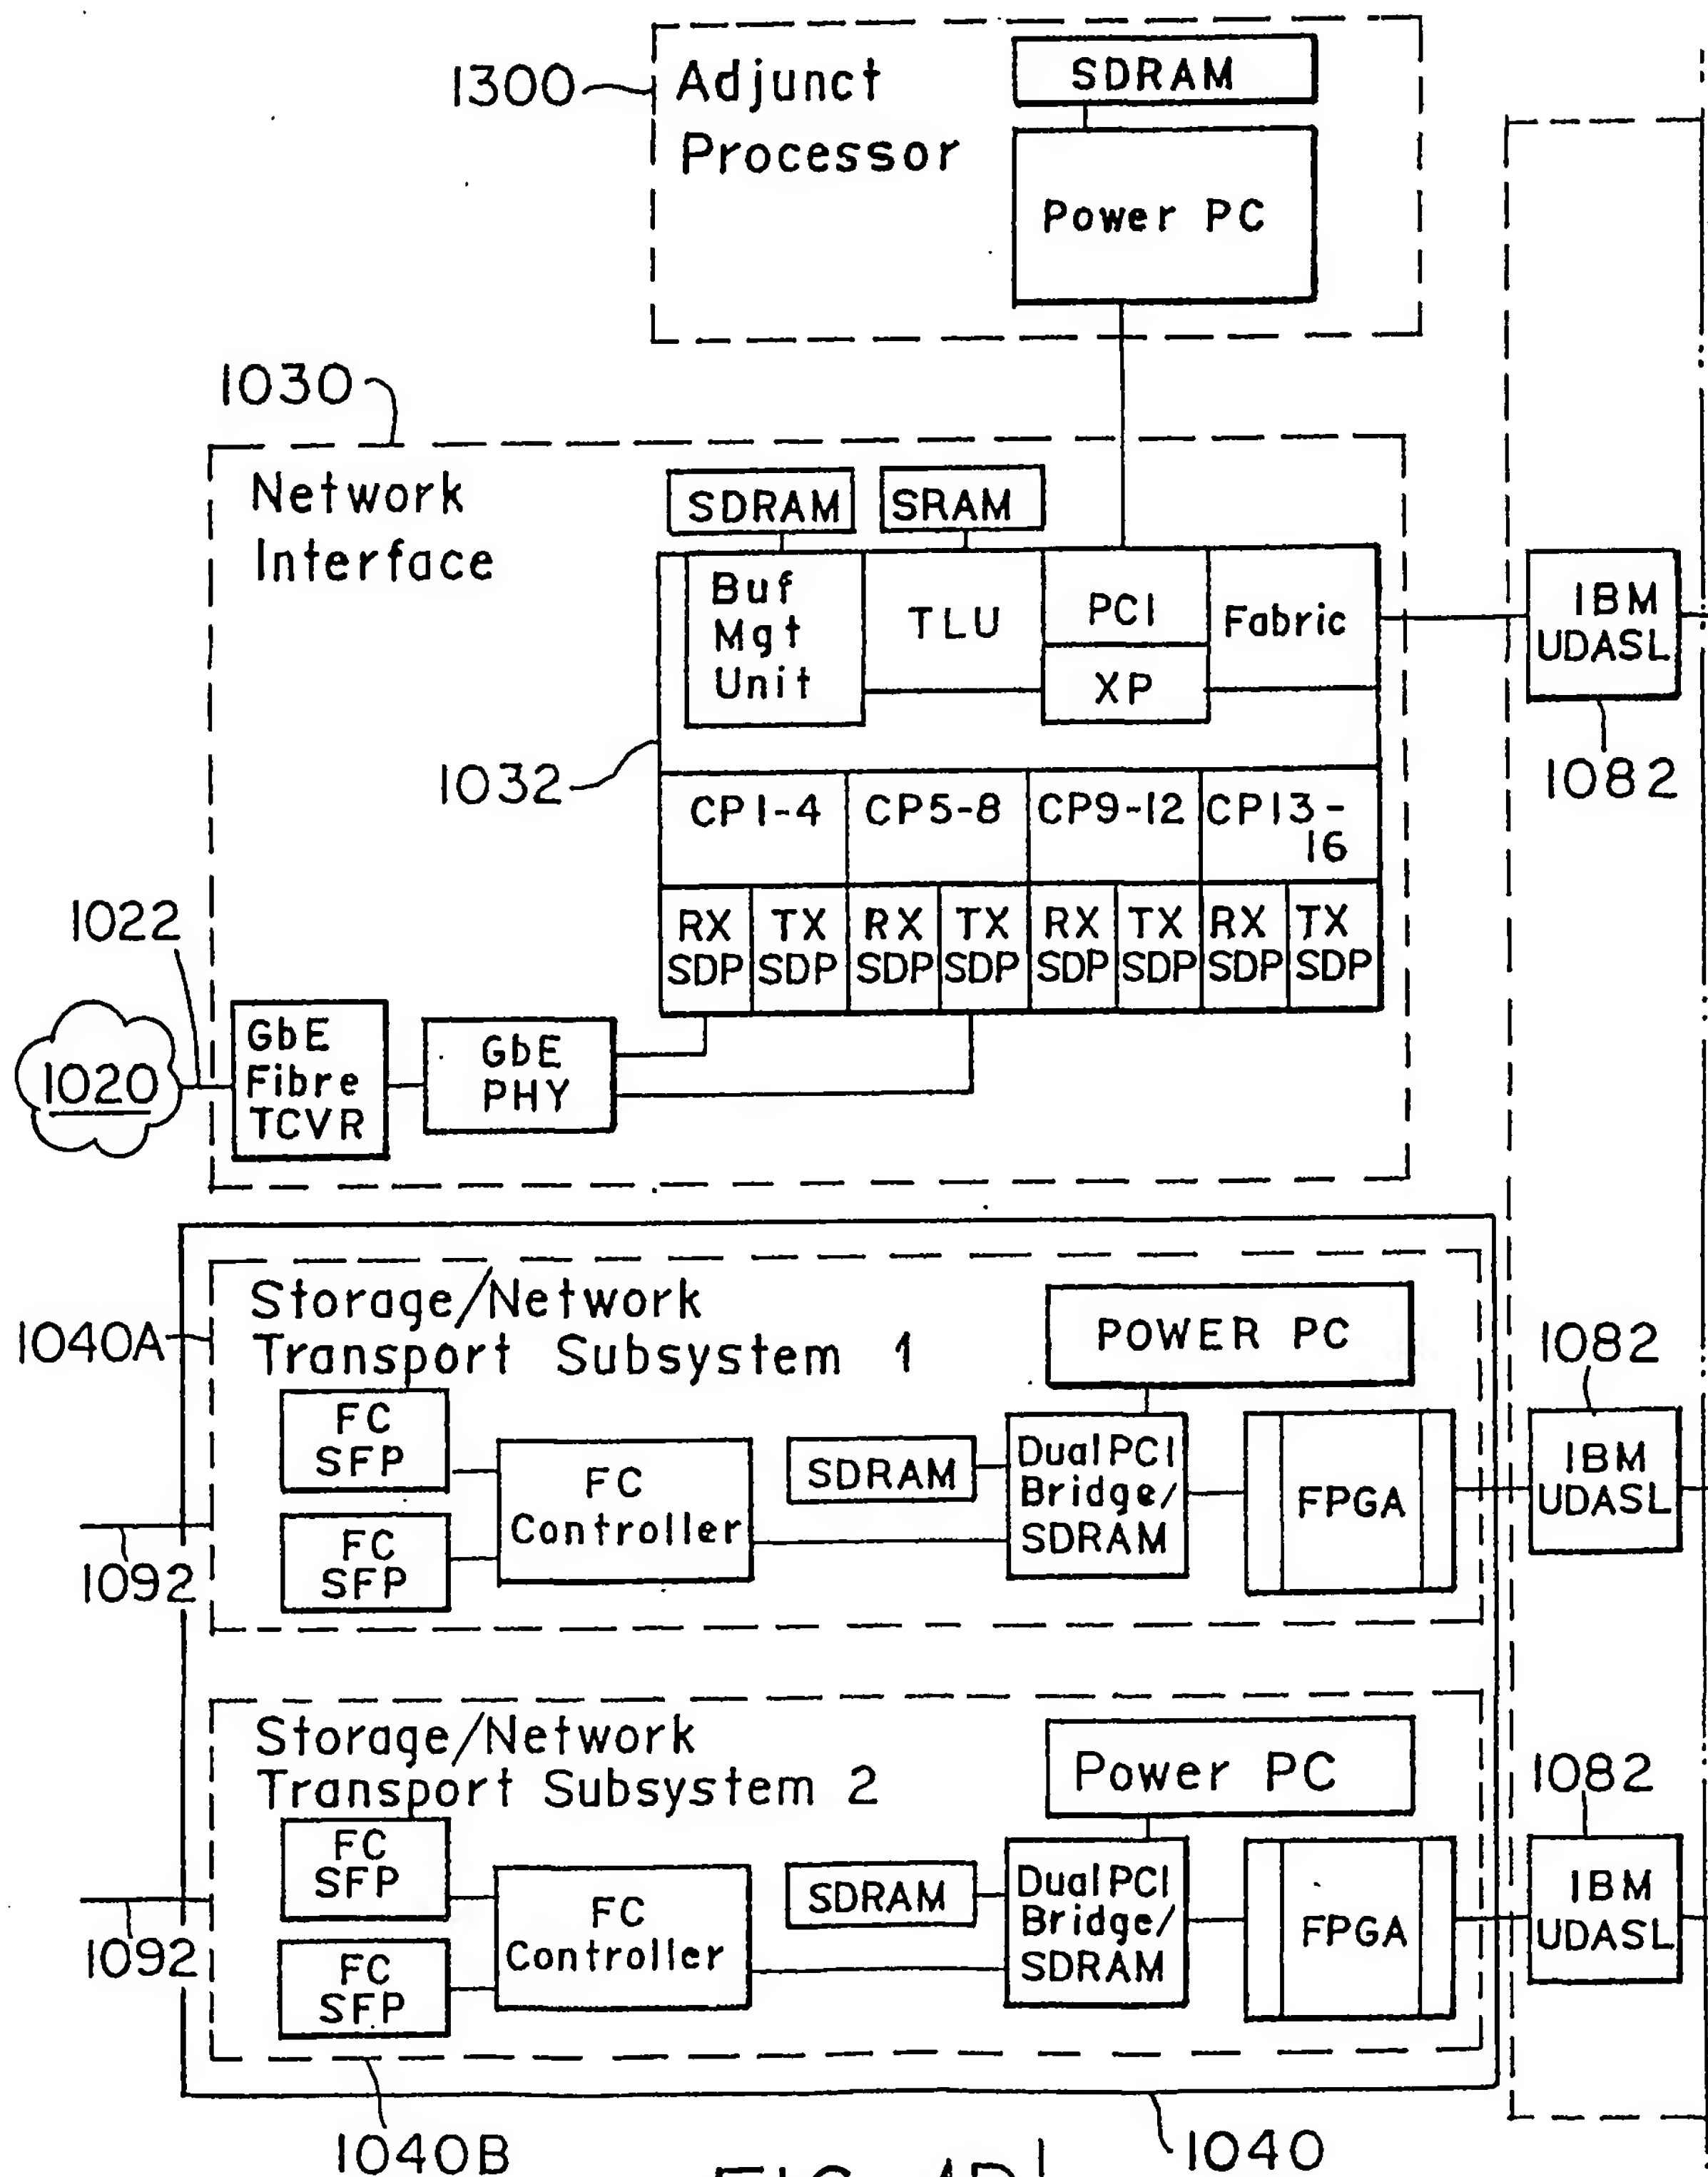 1300
Adjunct
Processor
SDRAM
Power PC
1030
Network
Interface
SDRAM
SRAM
Buf
Mgt
Unit
TLU
PCI
XP
Fabric
IBM
UDASL
1082
1032
CP1-4
CP5-8
CP9-12
CP13-
16
RX
SDP
TX
SDP
RX
SDP
TX
SDP
RX
SDP
TX
SDP
RX
SDP
TX
SDP
1022
1020
GbE
Fibre
TCVR
GbE
PHY
1040A
Storage/Network
Transport Subsystem 1
POWER PC
FC
SFP
FC
SFP
FC
Controller
SDRAM
Dual PCI
Bridge/
SDRAM
FPGA
1082
IBM
UDASL
1092
Storage/Network
Transport Subsystem 2
Power PC
FC
SFP
FC
SFP
FC
Controller
SDRAM
Dual PCI
Bridge/
SDRAM
FPGA
1082
IBM
UDASL
1092
1040B
1040